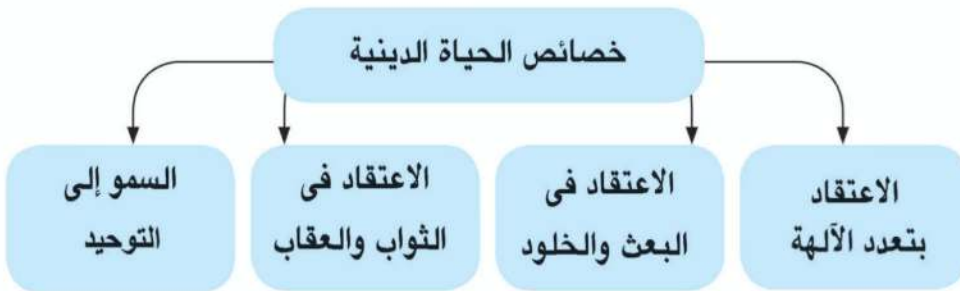 خصائص الحياة الدينية
الاعتقاد
بتعدد الآلهة
الاعتقاد فى
البعث والخلود
الاعتقاد فى
الثواب والعقاب
السمو إلى
التوحيد